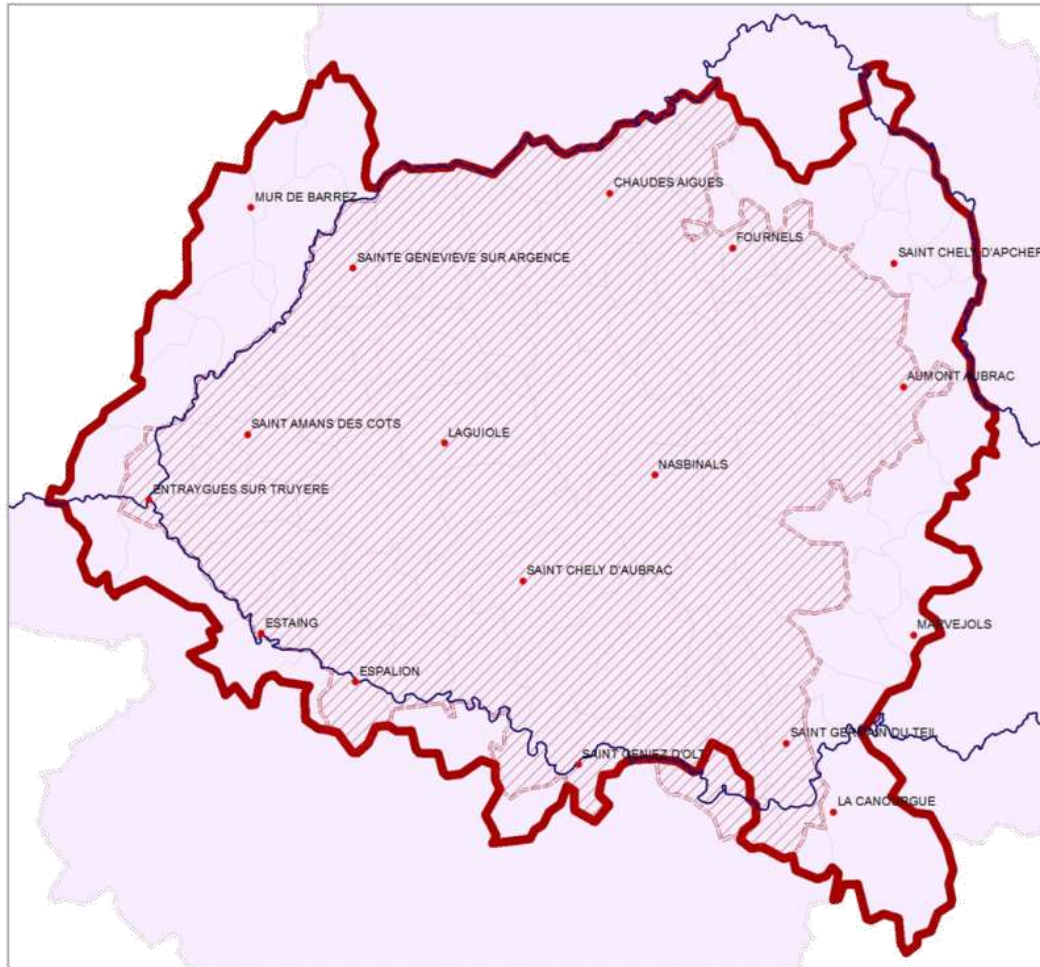 CHAUDES AIGUES
MUR DE BARREZ
FOURNELS
SAINTE GENEVIEVE SUR ARGENCE
SAINT CHELY D'APCHER
AUMONT AUBRAC
SAINT AMANS DES COTS
LAGUIOLE
NASBINALS
ENTRAYGUES SUR TRUYERE
SAINT CHELY D'AUBRAC
ESTAING
MARVEJOLS
ESPALION
SAINT GERMAIN DU TEIL
SAINT GENIEZ D'OLT
LA CANOURGUE